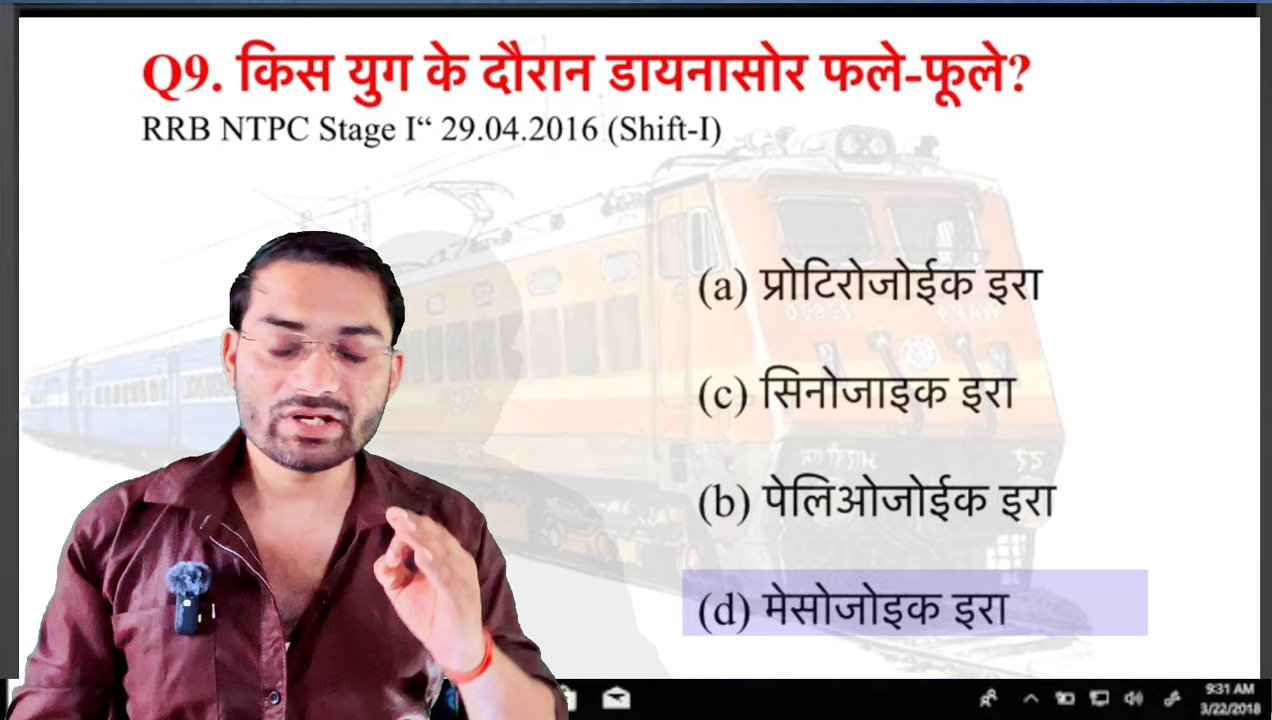 Q9. किस युग के दौरान डायनासोर फले-फूले?
RRB NTPC Stage I“ 29.04.2016 (Shift-I)
(a) प्रोटिरोजोईक इरा
(c) सिनोजाइक इरा
(b) पेलिओजोईक इरा
(d) मेसोजोइक इरा
9:31 AM
3/22/2018